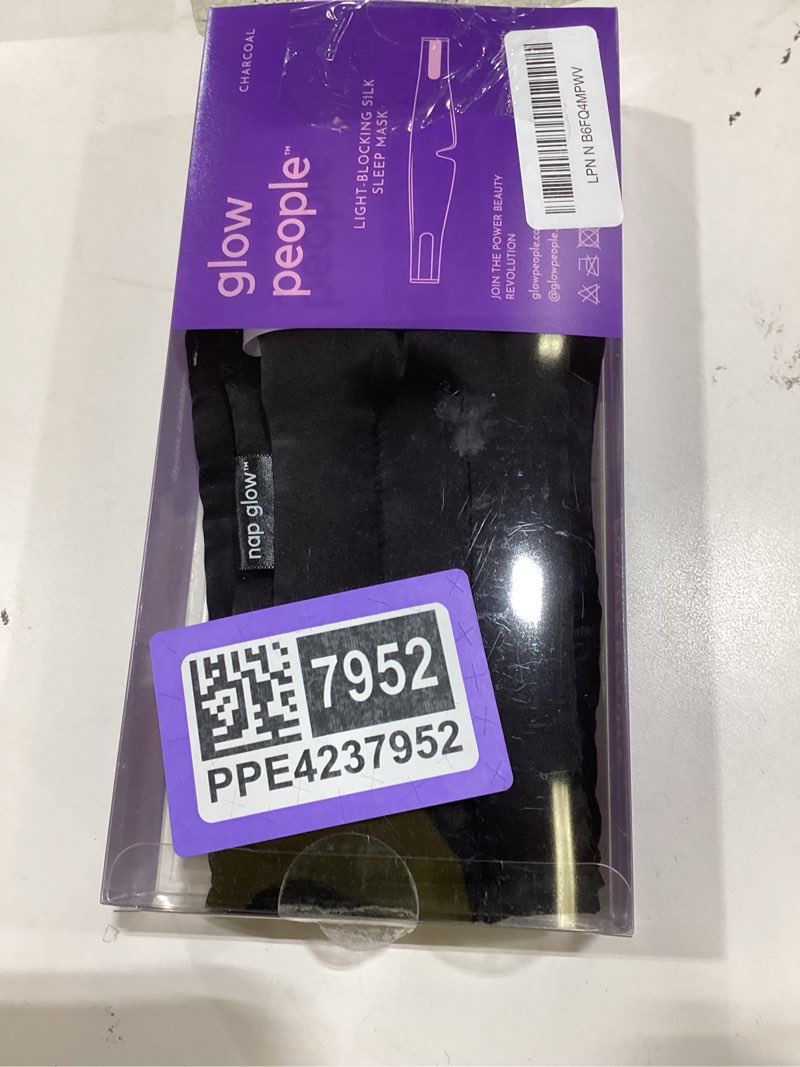 CHARCOAL
glow
people™
LIGHT-BLOCKING SILK
SLEEP MASK
JOIN THE POWER BEAUTY
REVOLUTION
@glowpeople
LPN N B6FQ4MPWV
nap glow™
7952
PPE4237952